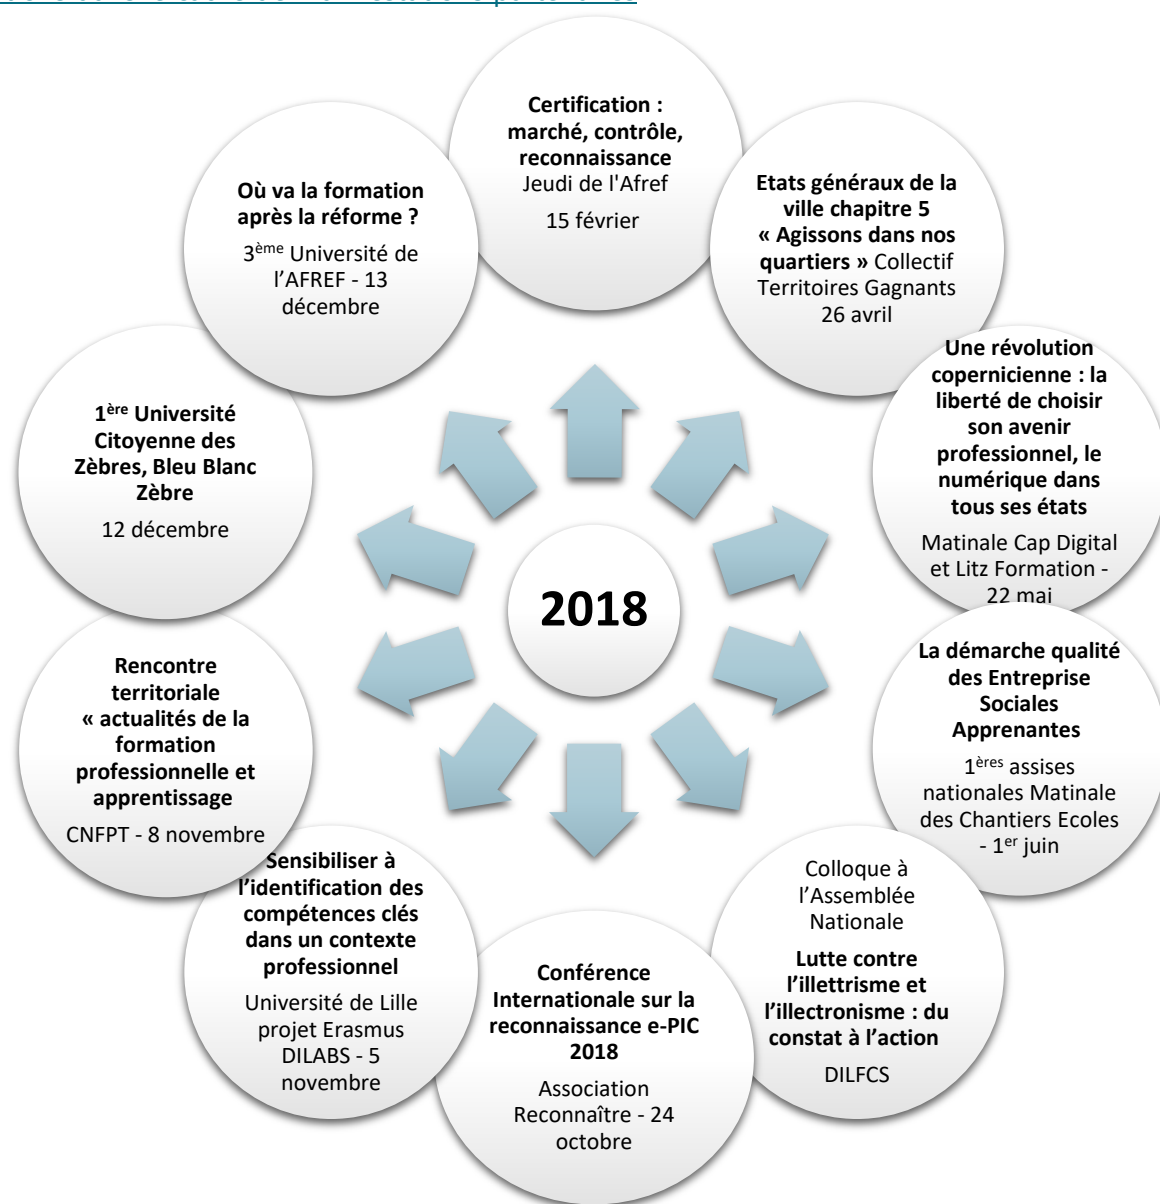 Certification :
marché, contrôle,
reconnaissance
Jeudi de l'Afref
15 février
Etats généraux de la
ville chapitre 5
« Agissons dans nos
quartiers » Collectif
Territoires Gagnants
26 avril
Une révolution
copernicienne : la
liberté de choisir
son avenir
professionnel, le
numérique dans
tous ses états
Matinale Cap Digital
et Litz Formation -
22 mai
La démarche qualité
des Entreprise
Sociales
Apprenantes
1ères assises
nationales Matinale
des Chantiers Ecoles
- 1er juin
Colloque à
l’Assemblée
Nationale
Lutte contre
l’illettrisme et
l’illectronisme : du
constat à l’action
DILFCS
Conférence
Internationale sur la
reconnaissance e-PIC
2018
Association
Reconnaître - 24
octobre
Sensibiliser à
l’identification des
compétences clés
dans un contexte
professionnel
Université de Lille
projet Erasmus
DILABS - 5
novembre
Rencontre
territoriale
« actualités de la
formation
professionnelle et
apprentissage
CNFPT - 8 novembre
1ère Université
Citoyenne des
Zèbres, Bleu Blanc
Zèbre
12 décembre
Où va la formation
après la réforme ?
3ème Université de
l’AFREF - 13
décembre
2018